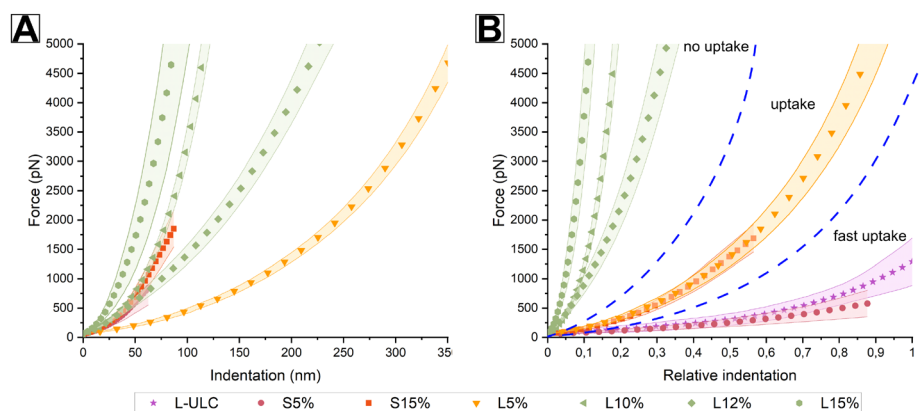 A
5000
4500
4000
3500
3000
2500
2000
1500
1000
500
0
Force (pN)
0 50 100 150 200 250 300 35
Indentation (nm)
B
5000
4500
4000
3500
3000
2500
2000
1500
1000
500
0
Force (pN)
no uptake
uptake
fast uptake
0 0,1 0,2 0,3 0,4 0,5 0,6 0,7 0,8 0,9 1
Relative indentation
L-ULC S5% S15% L5% L10% L12% L15%